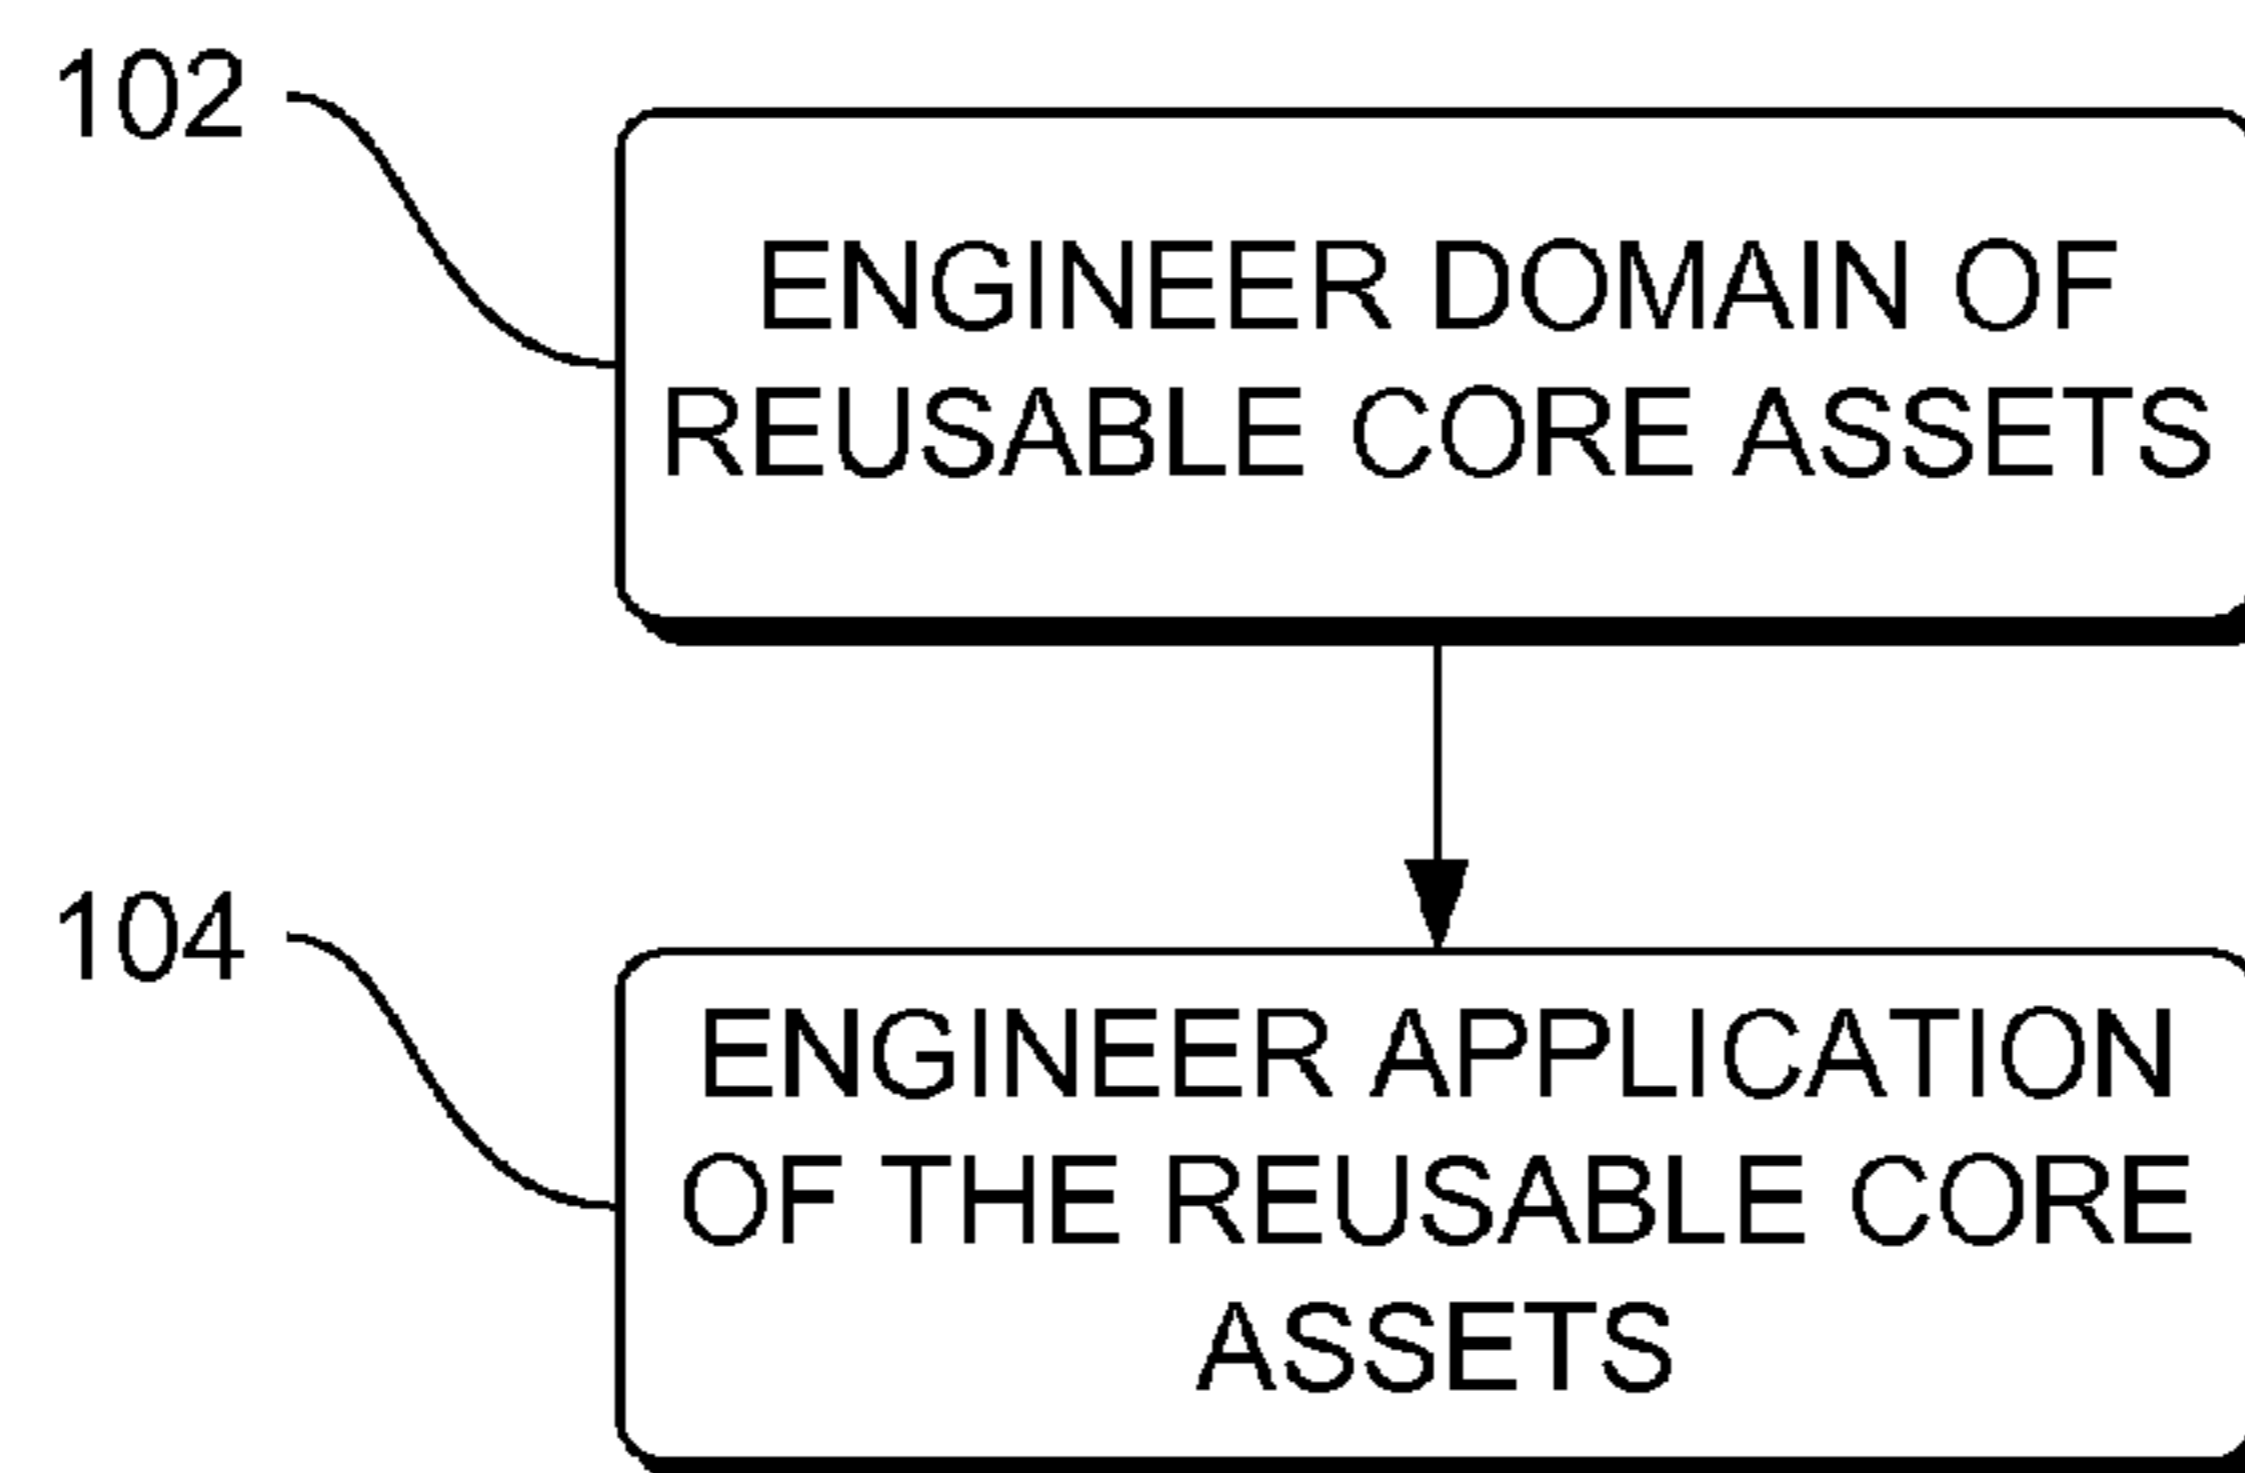 102
ENGINEER DOMAIN OF
REUSABLE CORE ASSETS
104
ENGINEER APPLICATION
OF THE REUSABLE CORE
ASSETS